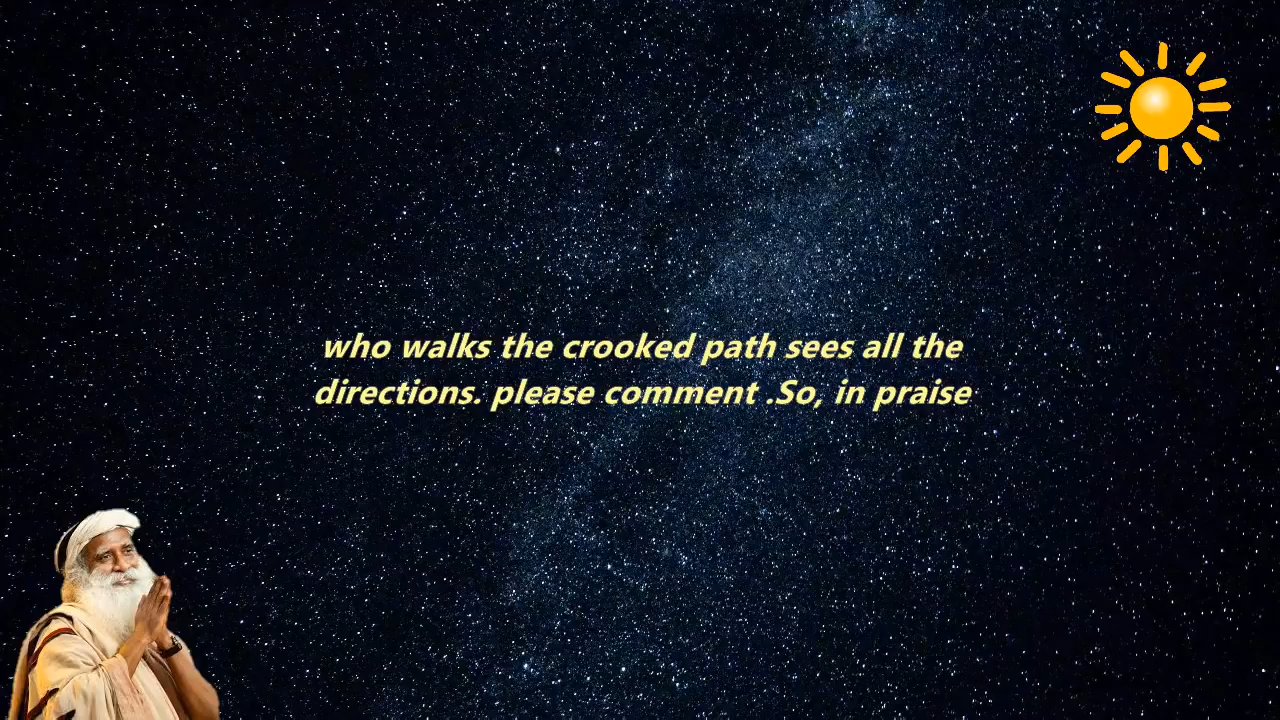 who walks the crooked path sees all the
directions. please comment .So, in praise